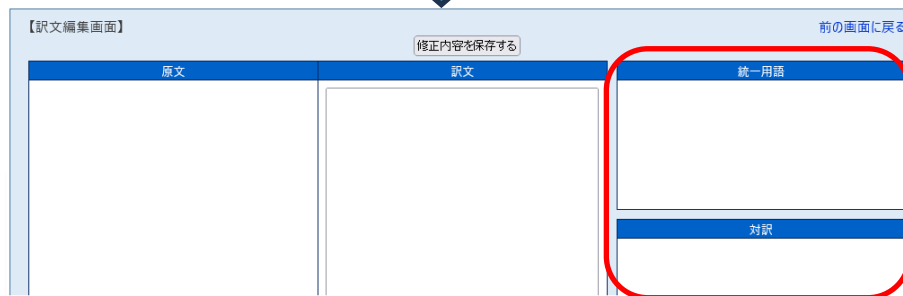 【訳文編集画面】
前の画面に戻る
修正内容を保存する
原文
訳文
統一用語
対訳